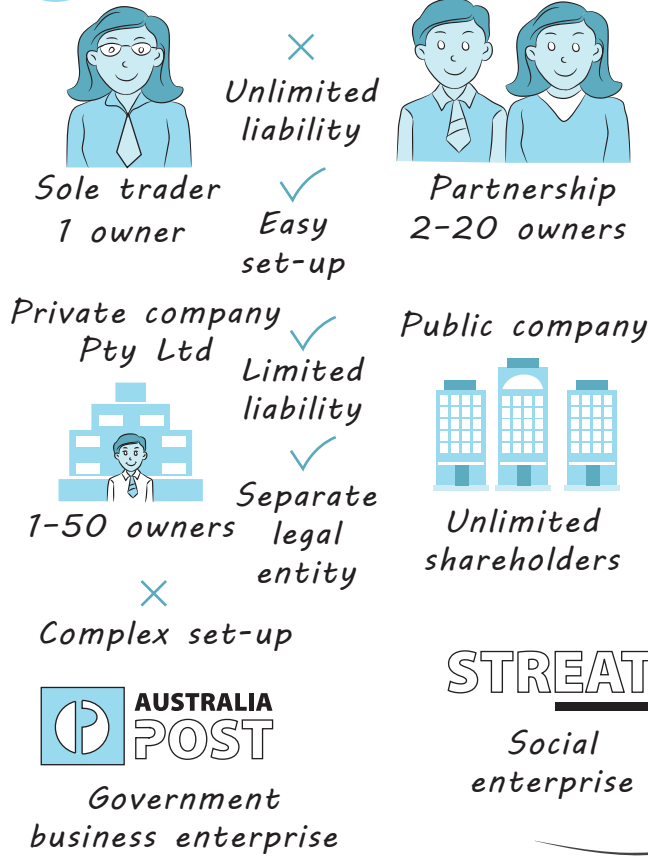 Unlimited
liability
Sole trader
1 owner
Easy
set-up
Partnership
2-20 owners
Private company
Pty Ltd
Limited
liability
Public company
1-50 owners
Separate
legal
entity
Unlimited
shareholders
Complex set-up
AUSTRALIA
POST
Government
business enterprise
STREAT
Social
enterprise